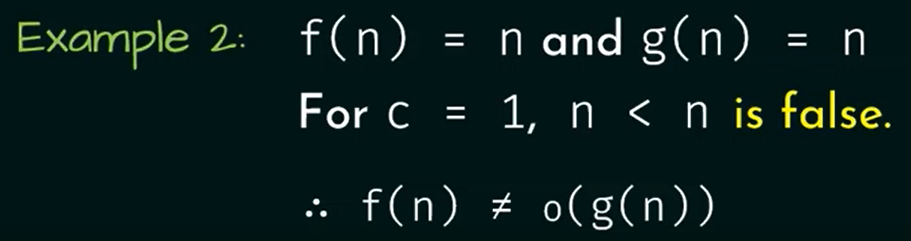 Example 2: f(n) = n and g(n) = n
For c = 1, n < n is false.
∴ f(n) ≠ o(g(n))